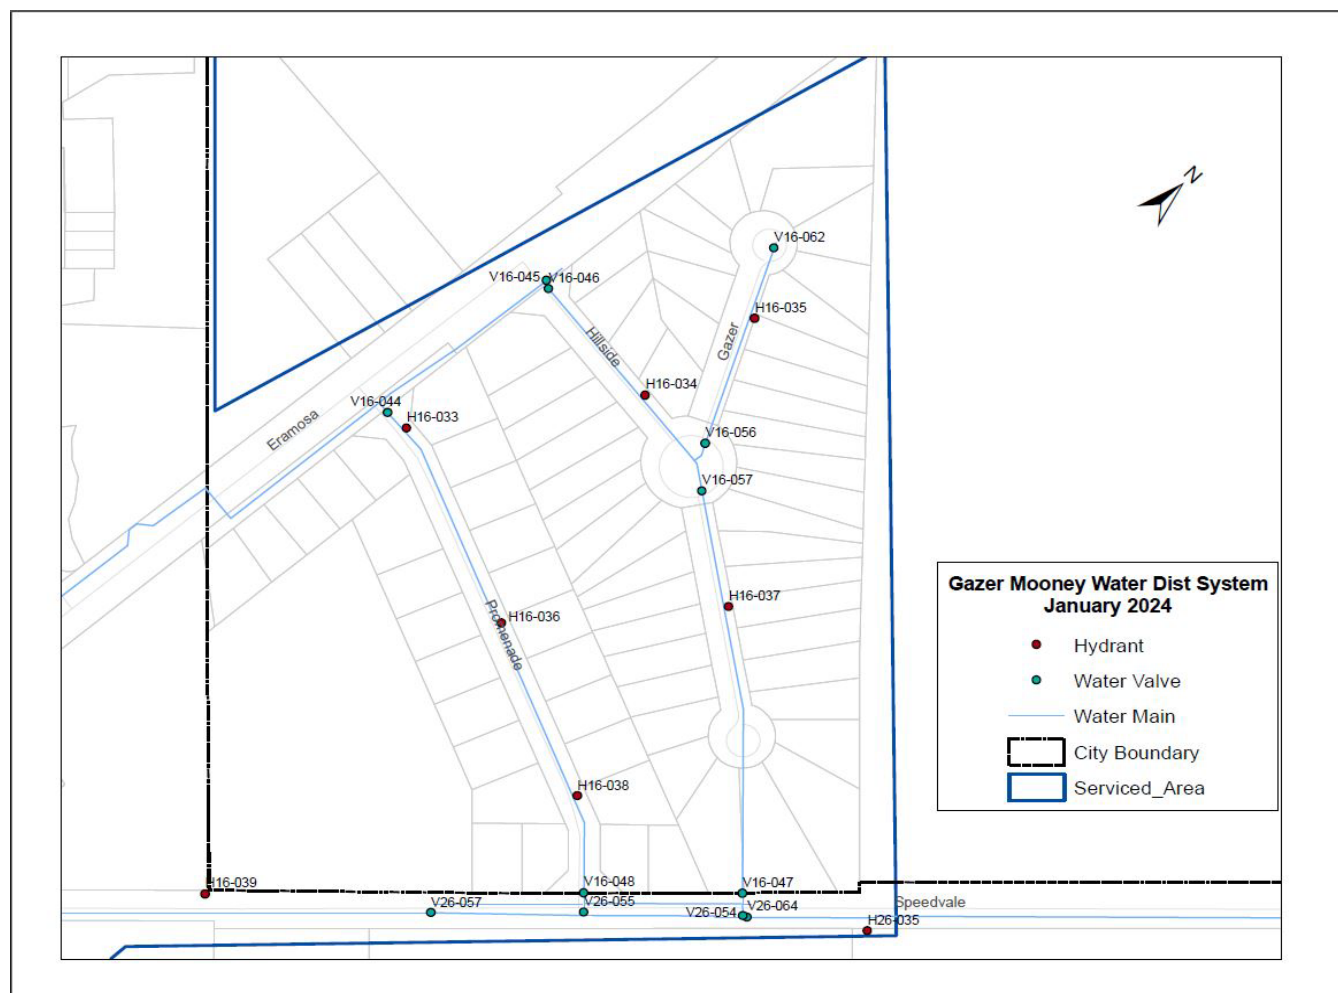 N
V16-062
V16-045
V16-046
H16-035
Hillside
Gazer
H16-034
V16-044
H16-033
Eramosa
V16-056
V16-057
Gazer Mooney Water Dist System
January 2024
Hydrant
Water Valve
Water Main
City Boundary
Serviced_Area
H16-037
H16-036
Promenade
H16-038
H16-039
V16-048
V16-047
V26-057
V26-055
V26-054
V26-064
Speedvale
H26-035